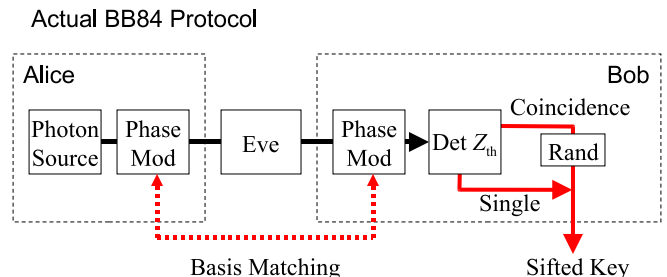 Actual BB84 Protocol
Alice
Bob
Photon
Source
Phase
Mod
Eve
Phase
Mod
Det Zth
Coincidence
Rand
Single
Basis Matching
Sifted Key